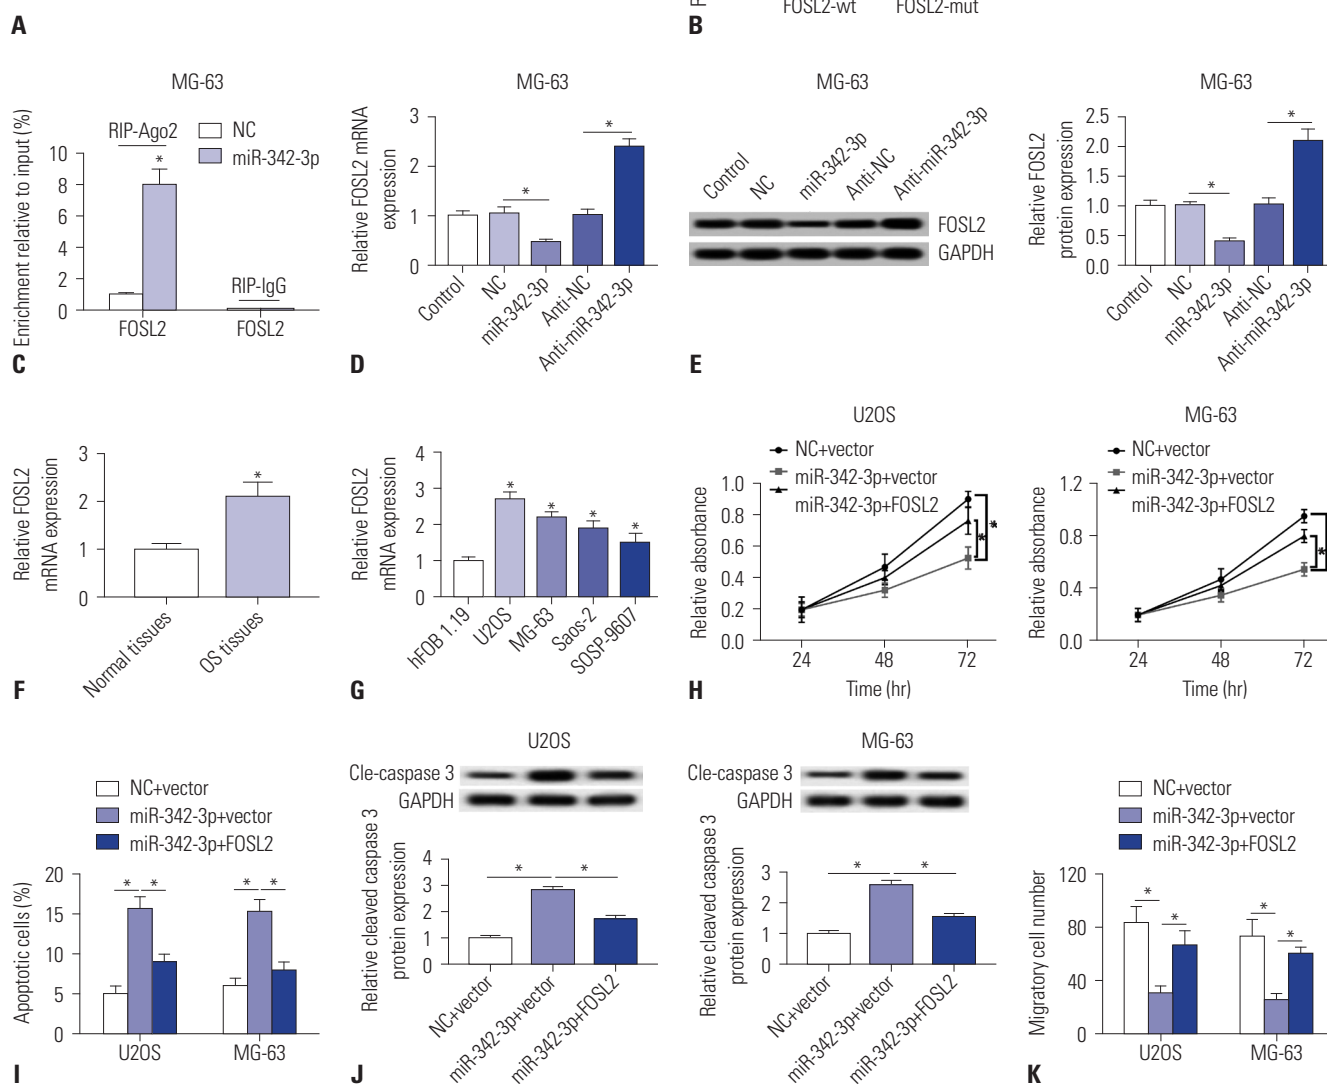 FOSL2-wt FOSL2-mut
A
B
MG-63
Enrichment relative to input (%)
RIP-Ago2
NC
miR-342-3p
10
8
6
4
2
0
*
RIP-IgG
FOSL2 FOSL2
C
MG-63
Relative FOSL2 mRNA
expression
3
2
1
0
*
*
Control
NC
miR-342-3p
Anti-NC
Anti-miR-342-3p
D
MG-63
Control
NC
miR-342-3p
Anti-NC
Anti-miR-342-3p
FOSL2
GAPDH
MG-63
Relative FOSL2
protein expression
2.5
2.0
1.5
1.0
0.5
0.0
*
*
Control
NC
miR-342-3p
Anti-NC
Anti-miR-342-3p
E
Relative FOSL2
mRNA expression
3
2
1
0
*
Normal tissues
OS tissues
F
Relative FOSL2
mRNA expression
4
3
2
1
0
*
*
*
*
hFOB 1.19
U2OS
MG-63
Saos-2
SOSP-9607
G
U2OS
NC+vector
miR-342-3p+vector
miR-342-3p+FOSL2
Relative absorbance
1.0
0.8
0.6
0.4
0.2
0.0
*
*
24 48 72
Time (hr)
H
MG-63
NC+vector
miR-342-3p+vector
miR-342-3p+FOSL2
Relative absorbance
1.2
0.8
0.4
0.0
*
24 48 72
Time (hr)
NC+vector
miR-342-3p+vector
miR-342-3p+FOSL2
Apoptotic cells (%)
20
15
10
5
0
* *
* *
U2OS MG-63
I
U2OS
Cle-caspase 3
GAPDH
Relative cleaved caspase 3
protein expression
4
3
2
1
0
* *
NC+vector
miR-342-3p+vector
miR-342-3p+FOSL2
J
MG-63
Cle-caspase 3
GAPDH
Relative cleaved caspase 3
protein expression
3
2
1
0
* *
NC+vector
miR-342-3p+vector
miR-342-3p+FOSL2
NC+vector
miR-342-3p+vector
miR-342-3p+FOSL2
Migratory cell number
120
80
40
0
*
*
*
*
U2OS MG-63
K